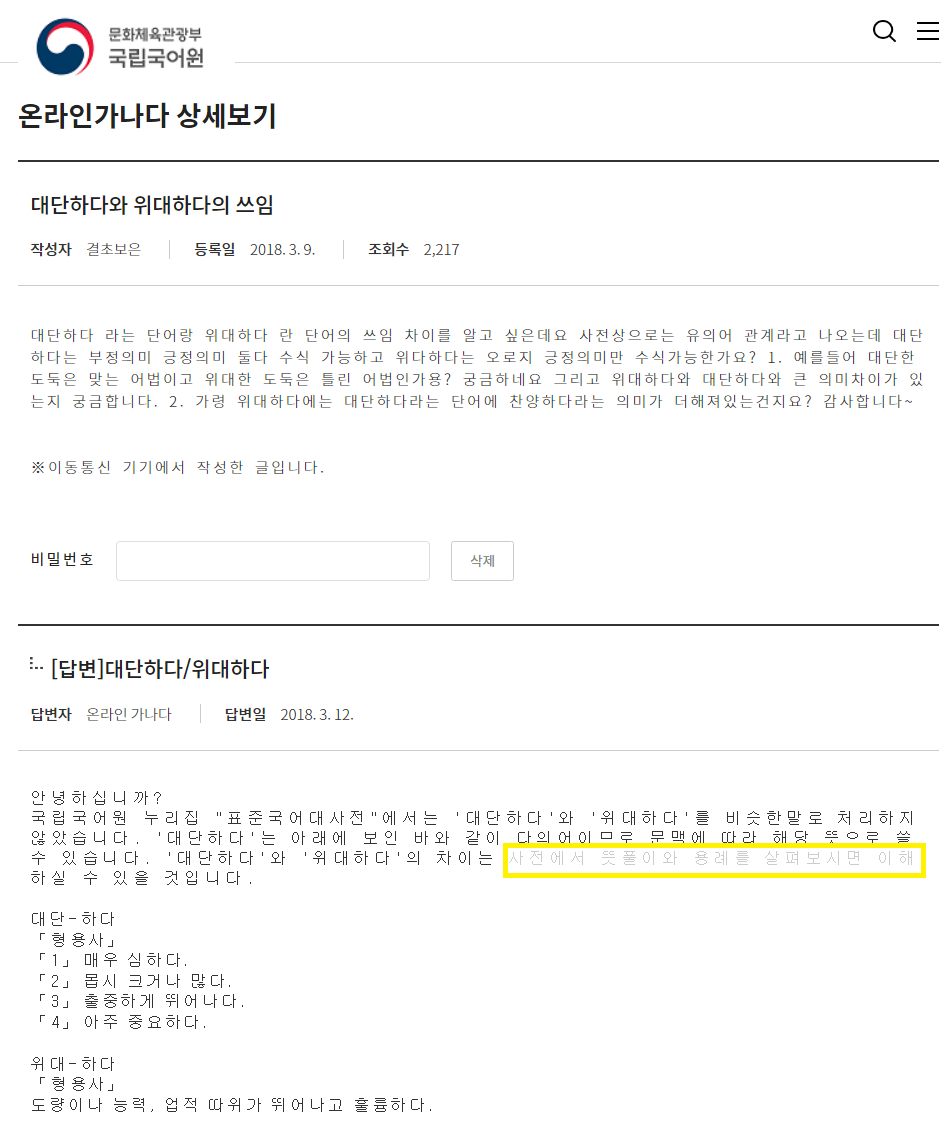 문화체육관광부
국립국어원
온라인가나다 상세보기
대단하다와 위대하다의 쓰임
작성자 결초보은 등록일 2018. 3. 9. 조회수 2,217
대단하다 라는 단어랑 위대하다 란 단어의 쓰임 차이를 알고 싶은데요 사전상으로는 유의어 관계라고 나오는데 대단
하다는 부정의미 긍정의미 둘다 수식 가능하고 위다하다는 오로지 긍정의미만 수식가능한가요? 1. 예를들어 대단한
도둑은 맞는 어법이고 위대한 도둑은 틀린 어법인가용? 궁금하네요 그리고 위대하다와 대단하다와 큰 의미차이가 있
는지 궁금합니다. 2. 가령 위대하다에는 대단하다라는 단어에 찬양하다라는 의미가 더해져있는건지요? 감사합니다~
※이동통신 기기에서 작성한 글입니다.
비밀번호 삭제
[답변]대단하다/위대하다
답변자 온라인 가나다 답변일 2018. 3. 12.
안녕하십니까?
국립국어원 누리집 "표준국어대사전"에서는 '대단하다'와 '위대하다'를 비슷한말로 처리하지
않았습니다. '대단하다'는 아래에 보인 바와 같이 다의어이므로 문맥에 따라 해당 뜻으로 쓸
수 있습니다. '대단하다'와 '위대하다'의 차이는 사전에서 뜻풀이와 용례를 살펴보시면 이해
하실 수 있을 것입니다.
대단-하다
「형용사」
「1」 매우 심하다.
「2」 몹시 크거나 많다.
「3」 출중하게 뛰어나다.
「4」 아주 중요하다.
위대-하다
「형용사」
도량이나 능력, 업적 따위가 뛰어나고 훌륭하다.